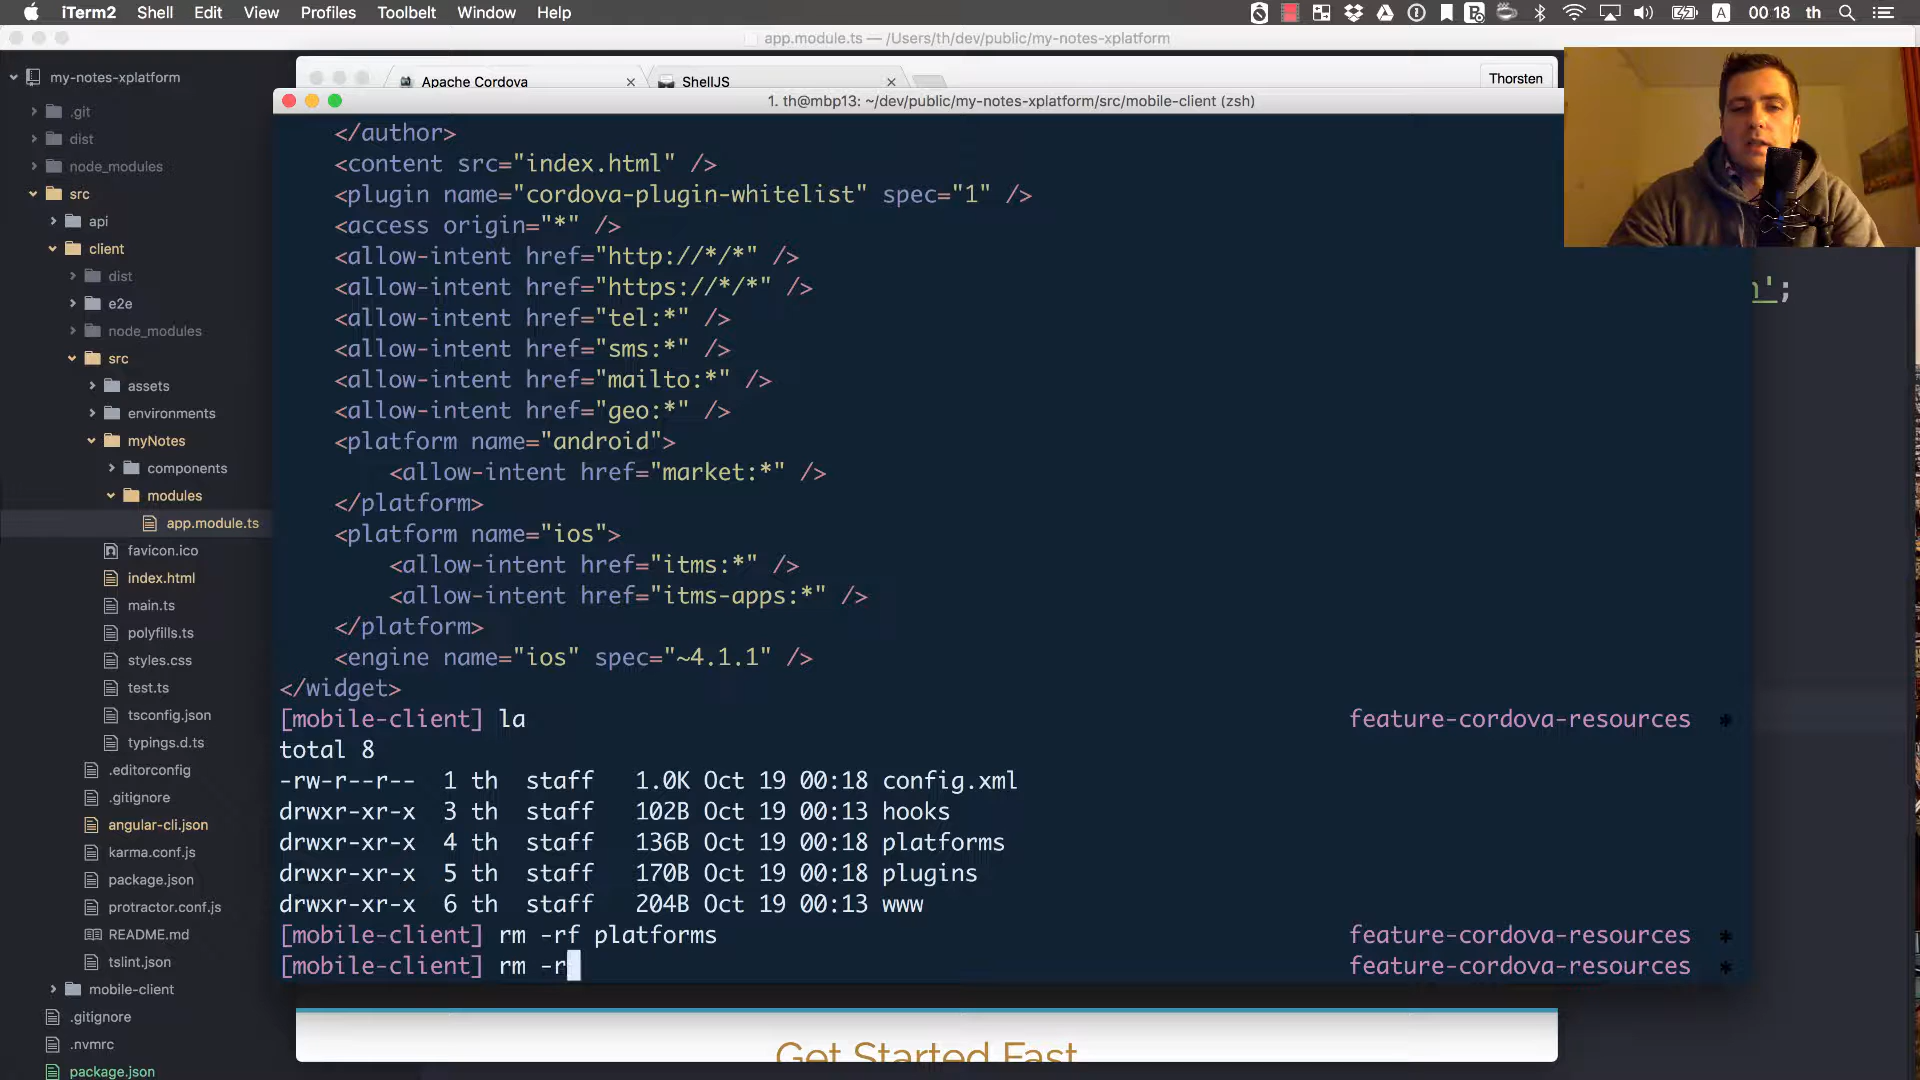 iTerm2 Shell Edit View Profiles Toolbelt Window Help A 00 18 th
app.module.ts — /Users/th/dev/public/my-notes-xplatform
my-notes-xplatform
.git
dist
node_modules
src
api
client
dist
e2e
node_modules
src
assets
environments
myNotes
components
modules
app.module.ts
favicon.ico
index.html
main.ts
polyfills.ts
styles.css
test.ts
tsconfig.json
typings.d.ts
.editorconfig
.gitignore
angular-cli.json
karma.conf.js
package.json
protractor.conf.js
README.md
tslint.json
mobile-client
.gitignore
.nvmrc
package.json
Apache Cordova
ShellJS
Thorsten
1. th@mbp13: ~/dev/public/my-notes-xplatform/src/mobile-client (zsh)
</author>
<content src="index.html" />
<plugin name="cordova-plugin-whitelist" spec="1" />
<access origin="*" />
<allow-intent href="http://*/*" />
<allow-intent href="https://*/*" />
<allow-intent href="tel:*" />
<allow-intent href="sms:*" />
<allow-intent href="mailto:*" />
<allow-intent href="geo:*" />
<platform name="android">
<allow-intent href="market:*" />
</platform>
<platform name="ios">
<allow-intent href="itms:*" />
<allow-intent href="itms-apps:*" />
</platform>
<engine name="ios" spec="~4.1.1" />
</widget>
[mobile-client] la feature-cordova-resources *
total 8
-rw-r--r-- 1 th staff 1.0K Oct 19 00:18 config.xml
drwxr-xr-x 3 th staff 102B Oct 19 00:13 hooks
drwxr-xr-x 4 th staff 136B Oct 19 00:18 platforms
drwxr-xr-x 5 th staff 170B Oct 19 00:18 plugins
drwxr-xr-x 6 th staff 204B Oct 19 00:13 www
[mobile-client] rm -rf platforms feature-cordova-resources *
[mobile-client] rm -r feature-cordova-resources *
';
Get Started Fast